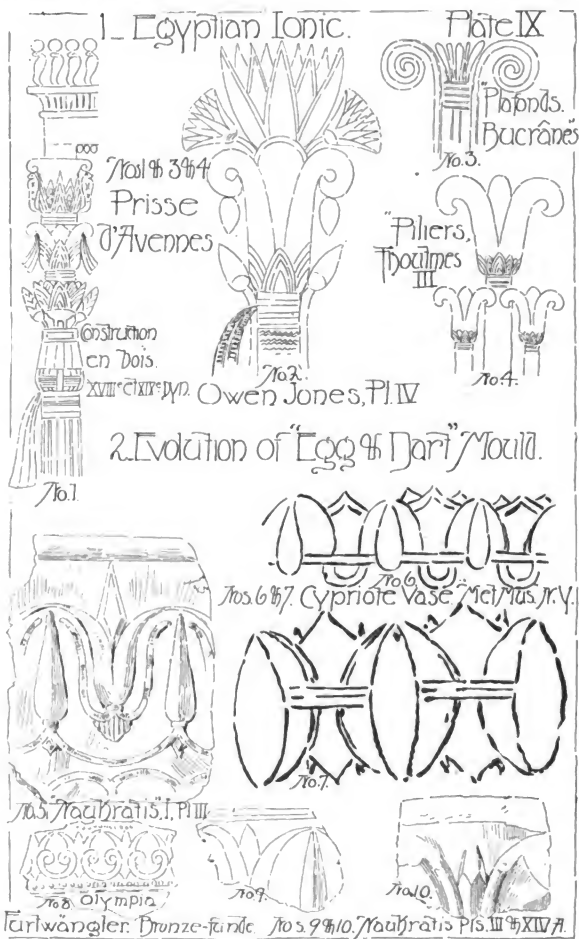 1_ Egyptian Ionic.
Plate IX
"Plafonds.
Bucrânes"
No.3.
Nos1 & 3 & 4
Prisse
d'Avennes
"Piliers,
Thoutmes
III
Construction
en bois.
XVIIIe et XIXe Dyn.
No.2.
Owen Jones, Pl. IV
No.4.
No.1.
2. Evolution of "Egg & Dart" Mould.
No.6
Nos. 6 & 7. Cypriote Vase "Met. Mus. N.Y.
No.7.
No.5. "Naukratis", I, Pl III
No 8 Olympia
No 9.
No.10.
Furtwängler. Bronze-funde. Nos. 9 & 10. "Naukratis Pls. III & XIV A.